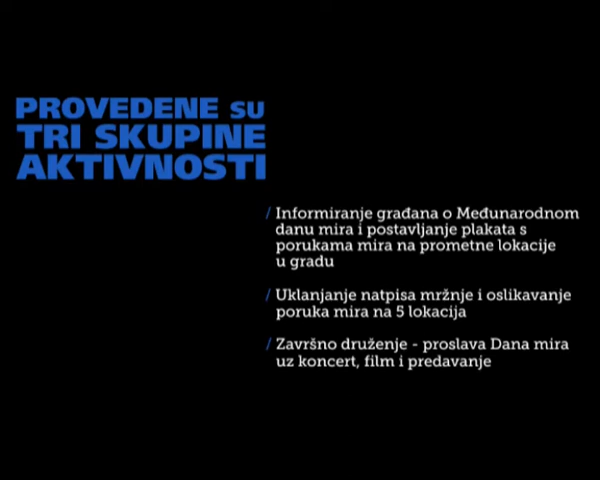 PROVEDENE SU
TRI SKUPINE
AKTIVNOSTI
/ Informiranje građana o Međunarodnom
danu mira i postavljanje plakata s
porukama mira na prometne lokacije
u gradu
/ Uklanjanje natpisa mržnje i oslikavanje
poruka mira na 5 lokacija
/ Završno druženje - proslava Dana mira
uz koncert, film i predavanje